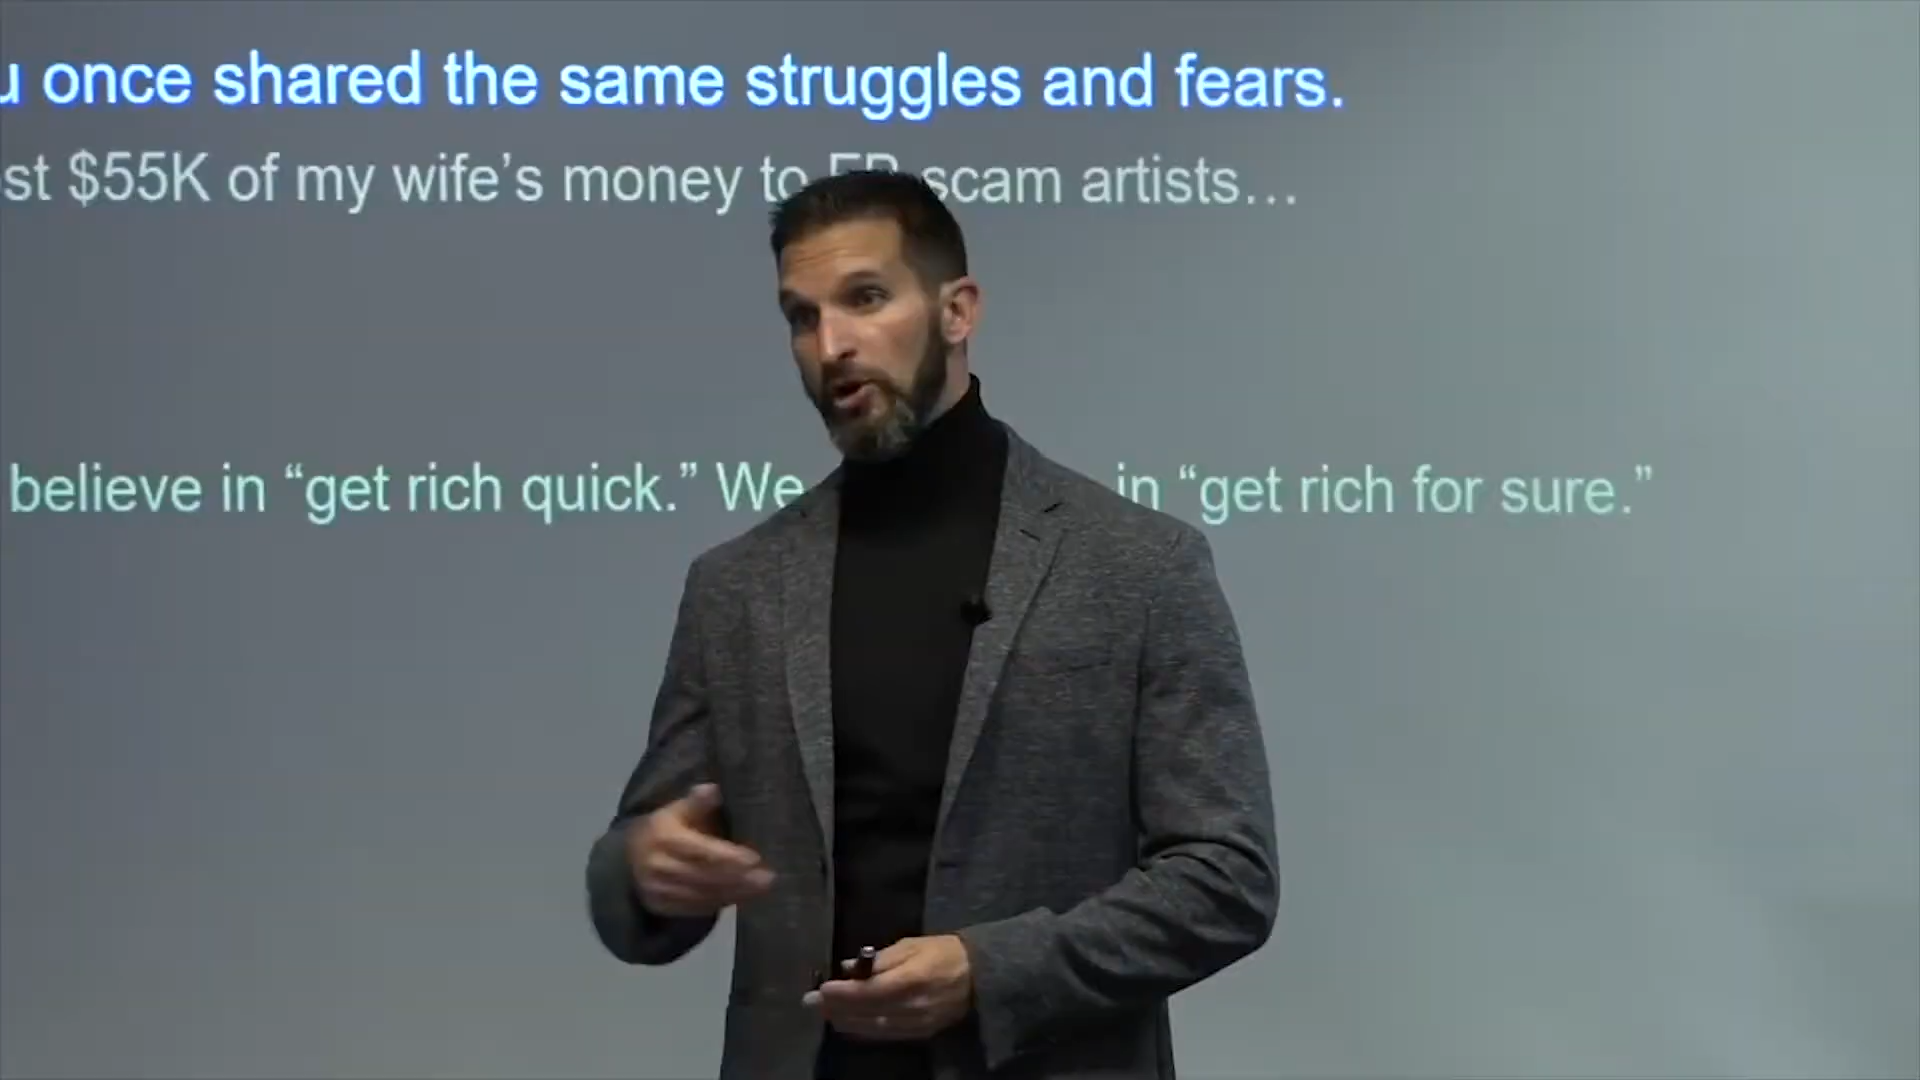 once shared the same struggles and fears.
$55K of my wife’s money to scam artists…
believe in “get rich quick.” We in “get rich for sure.”